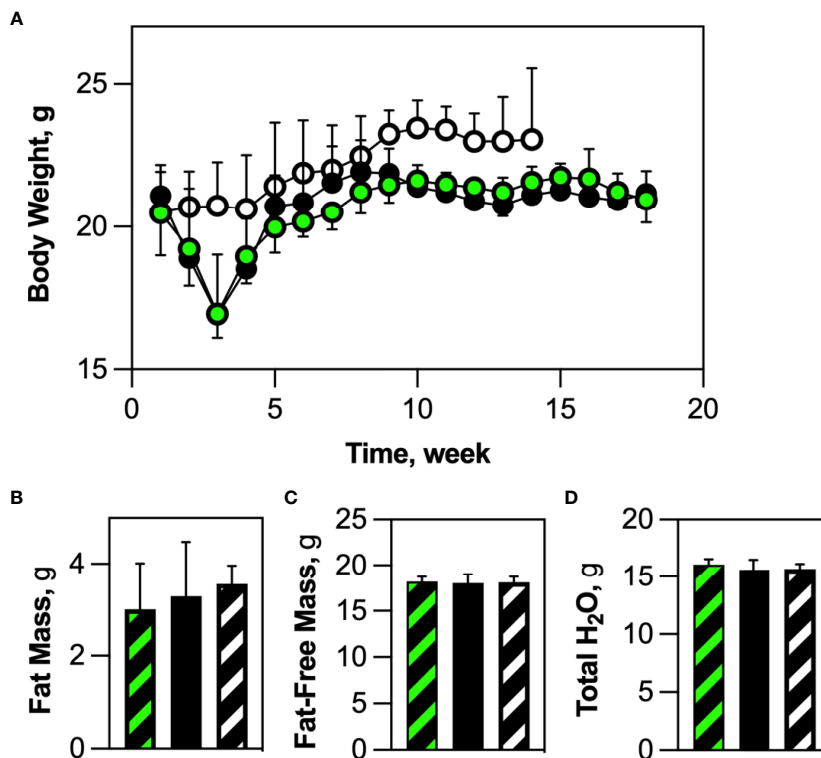 A
Body Weight, g
25
20
15
0 5 10 15 20
Time, week
B
Fat Mass, g
4
2
0
C
Fat-Free Mass, g
25
20
15
10
5
0
D
Total H₂O, g
20
15
10
5
0